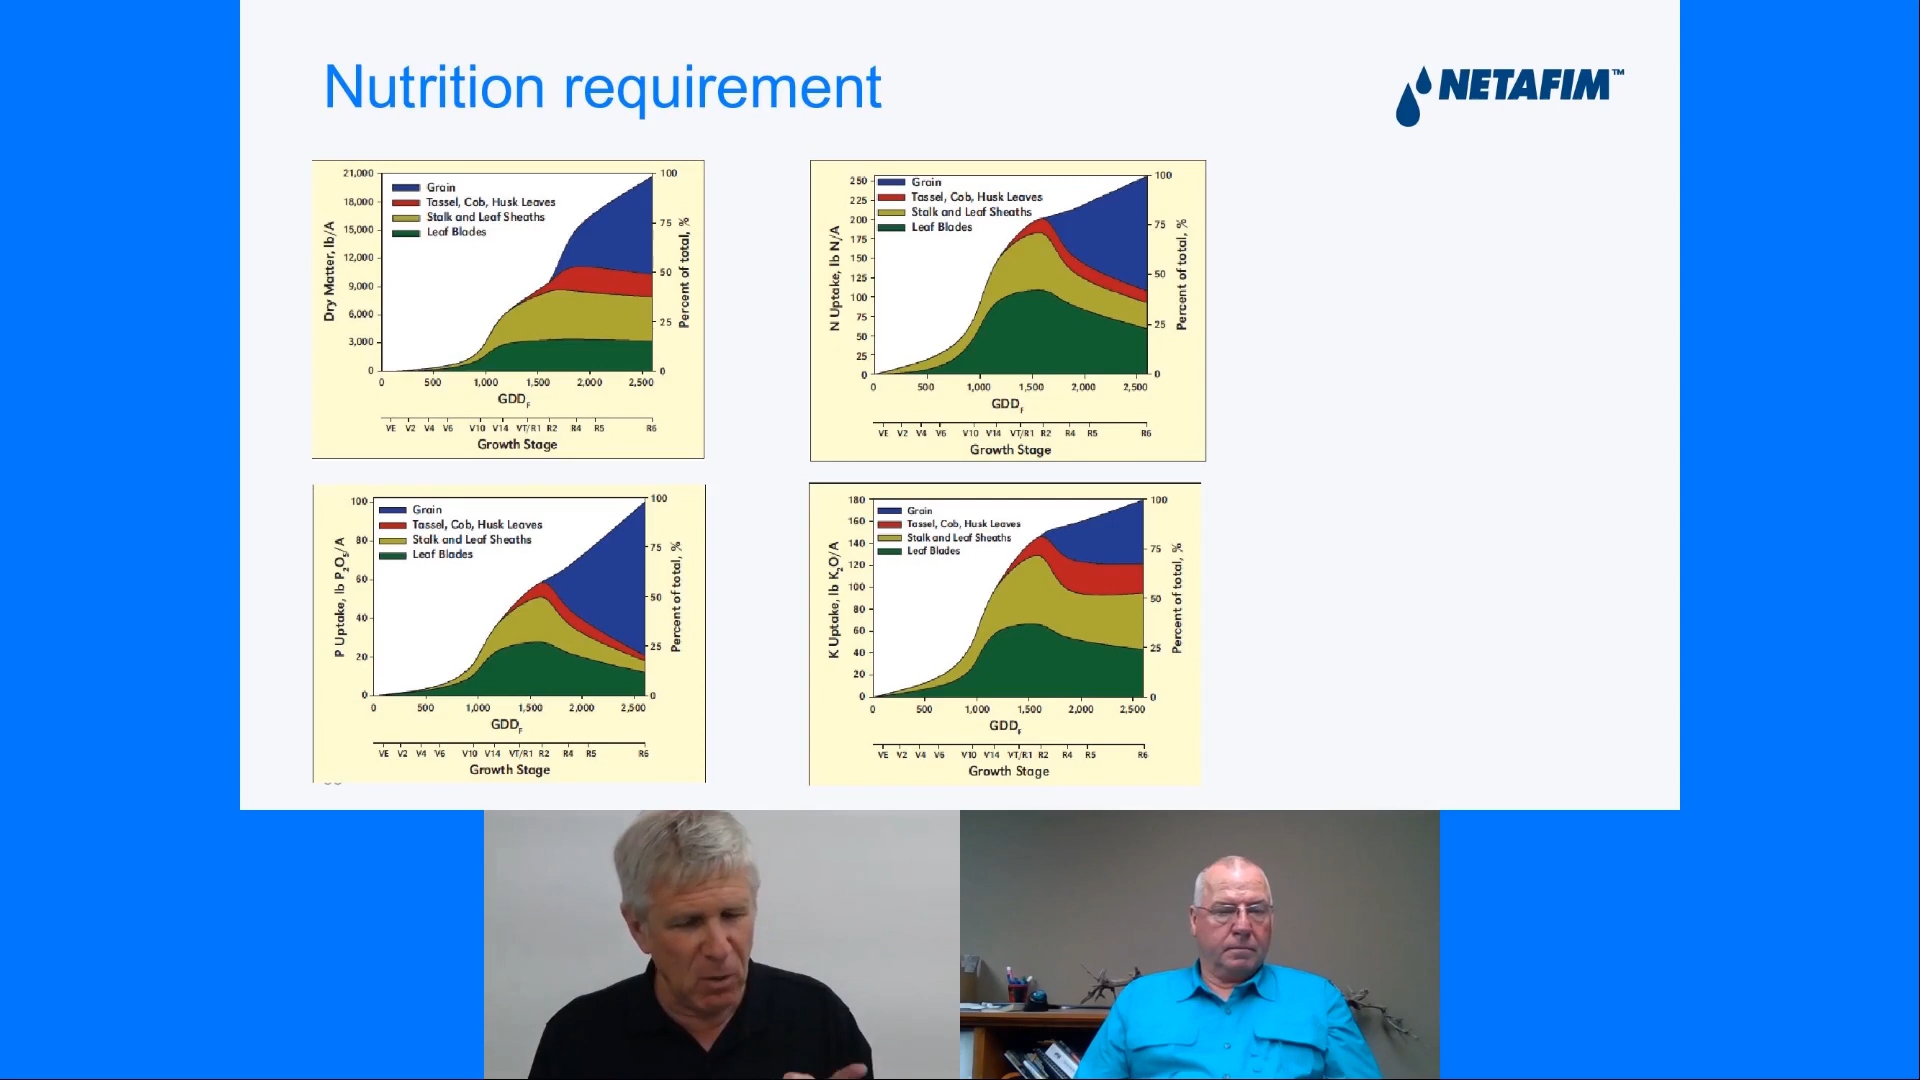 Nutrition requirement
NETAFIM™
21,000
18,000
15,000
12,000
9,000
6,000
3,000
0
Dry Matter, lb/A
Grain
Tassel, Cob, Husk Leaves
Stalk and Leaf Sheaths
Leaf Blades
100
75
50
25
0
Percent of total, %
0 500 1,000 1,500 2,000 2,500
GDDF
VE V2 V4 V6 V10 V14 VT/R1 R2 R4 R5 R6
Growth Stage
250
225
200
175
150
125
100
75
50
25
0
N Uptake, lb N/A
Grain
Tassel, Cob, Husk Leaves
Stalk and Leaf Sheaths
Leaf Blades
100
75
50
25
0
Percent of total, %
0 500 1,000 1,500 2,000 2,500
GDDF
VE V2 V4 V6 V10 V14 VT/R1 R2 R4 R5 R6
Growth Stage
100
80
60
40
20
0
P Uptake, lb P2O5/A
Grain
Tassel, Cob, Husk Leaves
Stalk and Leaf Sheaths
Leaf Blades
100
75
50
25
0
Percent of total, %
0 500 1,000 1,500 2,000 2,500
GDDF
VE V2 V4 V6 V10 V14 VT/R1 R2 R4 R5 R6
Growth Stage
180
160
140
120
100
80
60
40
20
0
K Uptake, lb K2O/A
Grain
Tassel, Cob, Husk Leaves
Stalk and Leaf Sheaths
Leaf Blades
100
75
50
25
0
Percent of total, %
0 500 1,000 1,500 2,000 2,500
GDDF
VE V2 V4 V6 V10 V14 VT/R1 R2 R4 R5 R6
Growth Stage